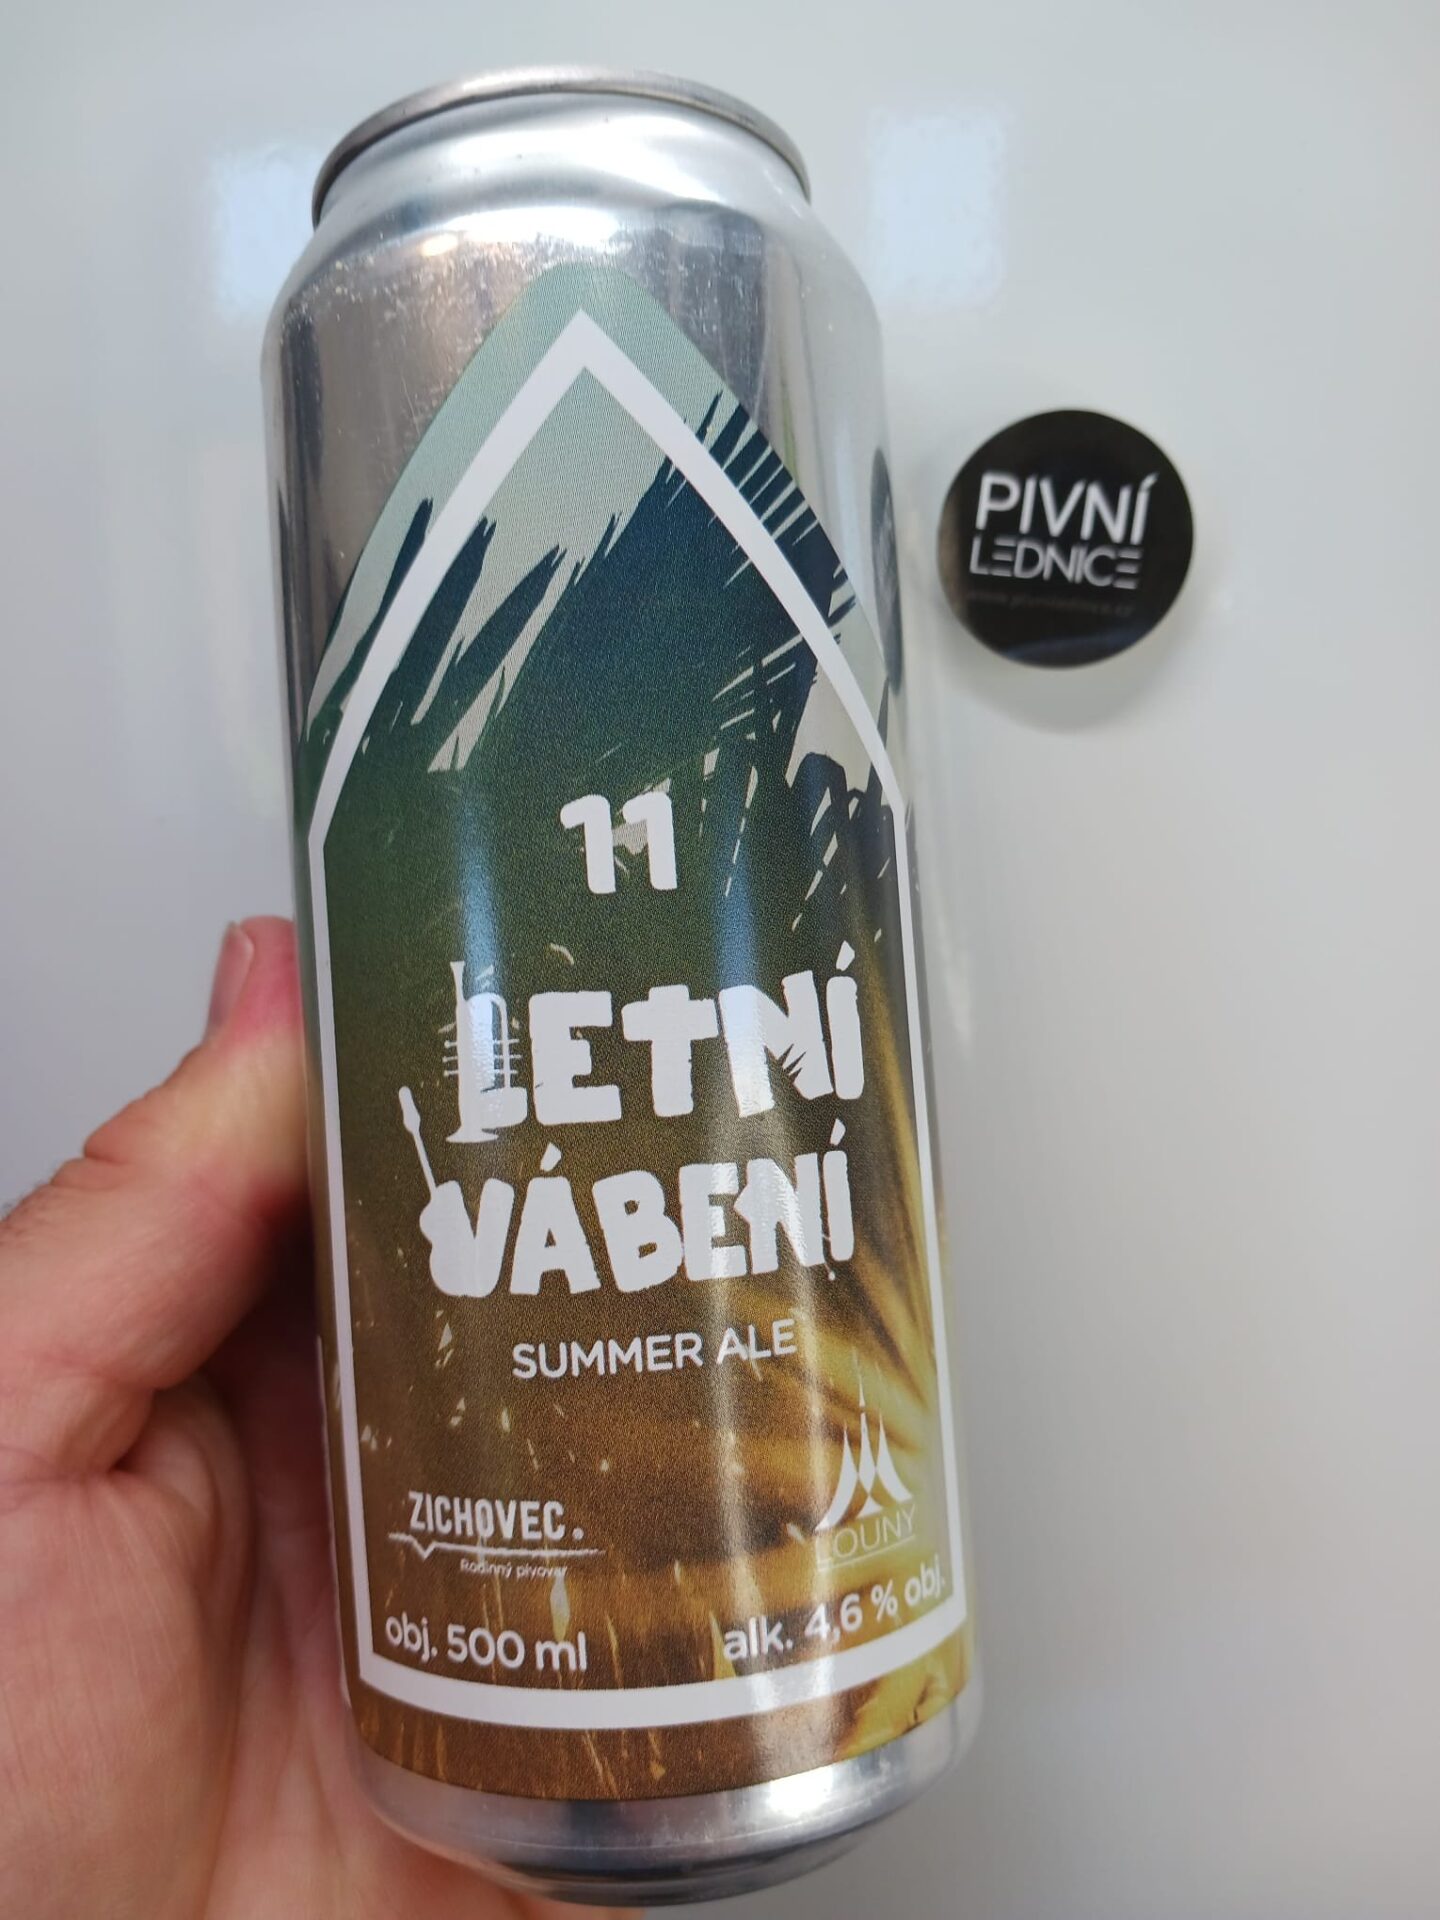 PIVNÍ
LEDNICE
11
LETNÍ
VÁBENÍ
SUMMER ALE
ZICHOVEC.
Rodinný pivovar
LOUNY
obj. 500 ml
alk. 4,6 % obj.